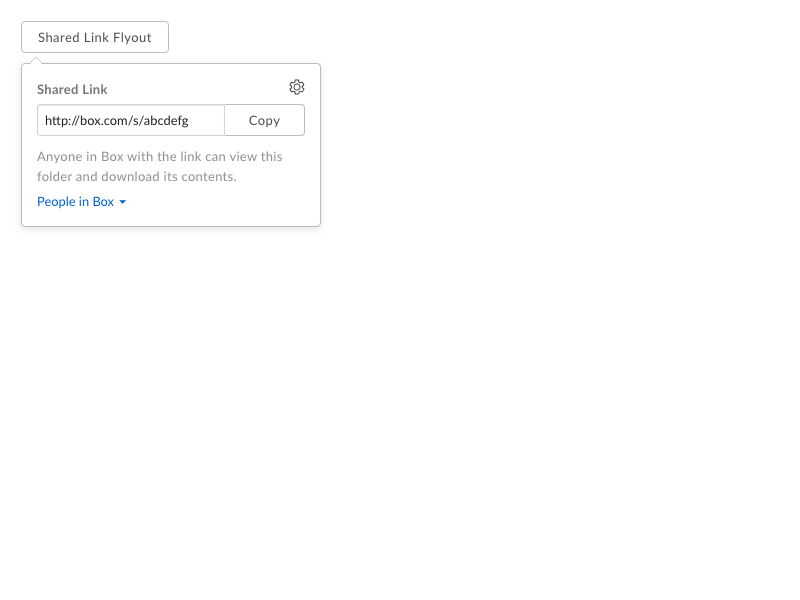 Shared Link Flyout
Shared Link
http://box.com/s/abcdefg
Copy
Anyone in Box with the link can view this
folder and download its contents.
People in Box